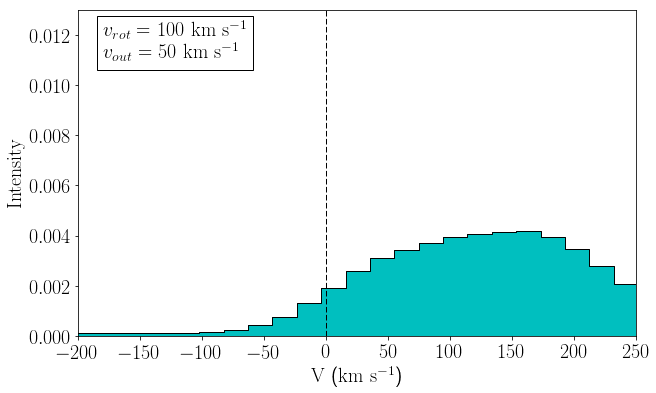 v_rot = 100 km s⁻¹
v_out = 50 km s⁻¹
0.012
0.010
0.008
0.006
0.004
0.002
0.000
Intensity
−200 −150 −100 −50 0 50 100 150 200 250
V (km s⁻¹)